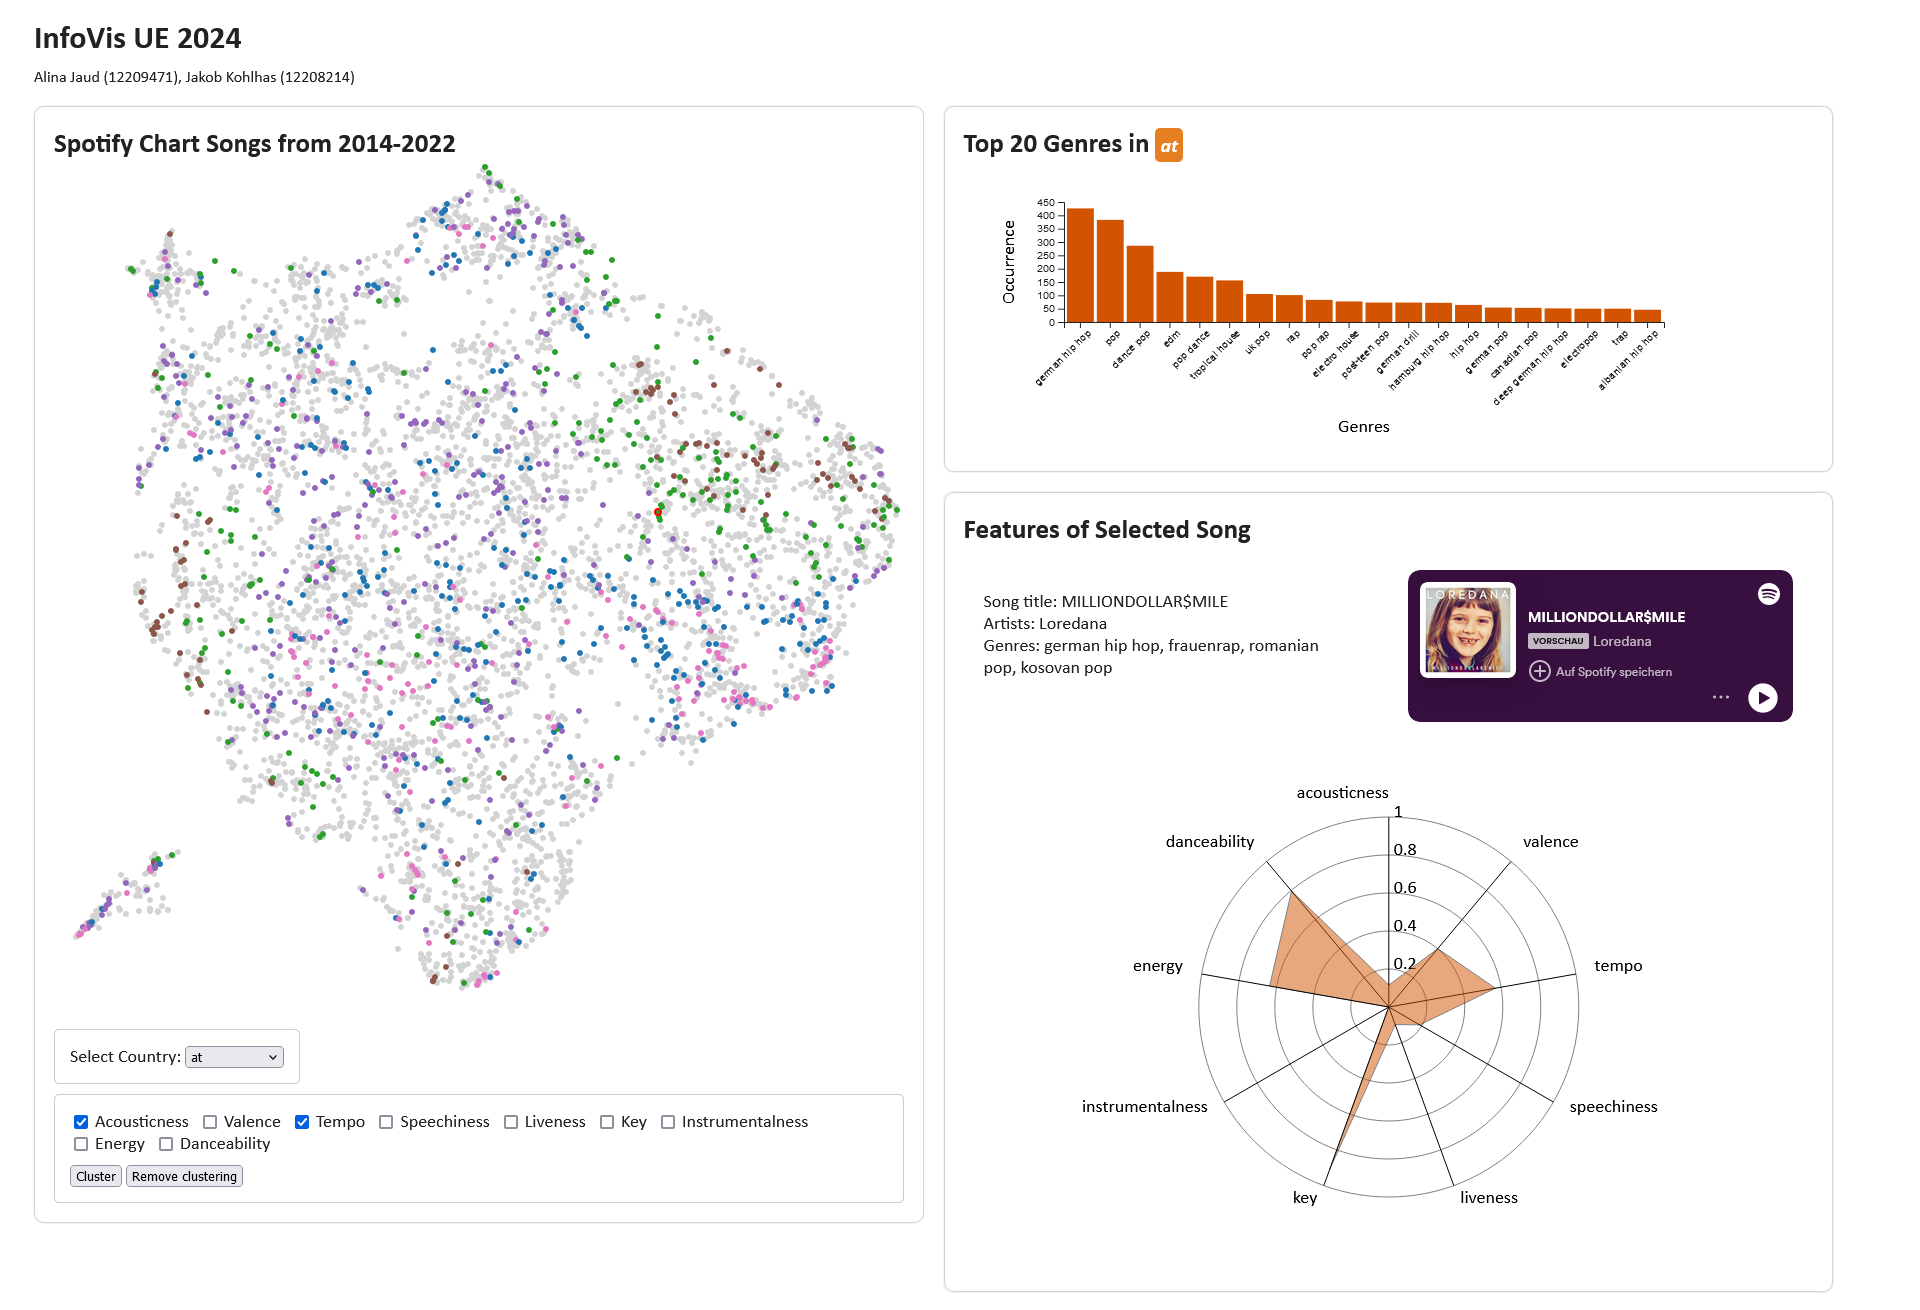 InfoVis UE 2024
Alina Jaud (12209471), Jakob Kohlhas (12208214)
Spotify Chart Songs from 2014-2022
Select Country: at
Acousticness Valence Tempo Speechiness Liveness Key Instrumentalness
Energy Danceability
Cluster Remove clustering
Top 20 Genres in at
450
400
350
300
250
200
150
100
50
0
Occurrence
german hip hop
pop
dance pop
edm
pop dance
tropical house
uk pop
rap
pop rap
electro house
post-teen pop
german drill
hamburg hip hop
hip hop
german pop
canadian pop
deep german hip hop
electropop
trap
albanian hip hop
Genres
Features of Selected Song
Song title: MILLIONDOLLAR$MILE
Artists: Loredana
Genres: german hip hop, frauenrap, romanian
pop, kosovan pop
LOREDANA
MILLIONDOLLAR$MILE
MILLIONDOLLAR$MILE
VORSCHAU Loredana
Auf Spotify speichern
acousticness
1
danceability
valence
0.8
0.6
0.4
0.2
energy
tempo
instrumentalness
speechiness
key
liveness